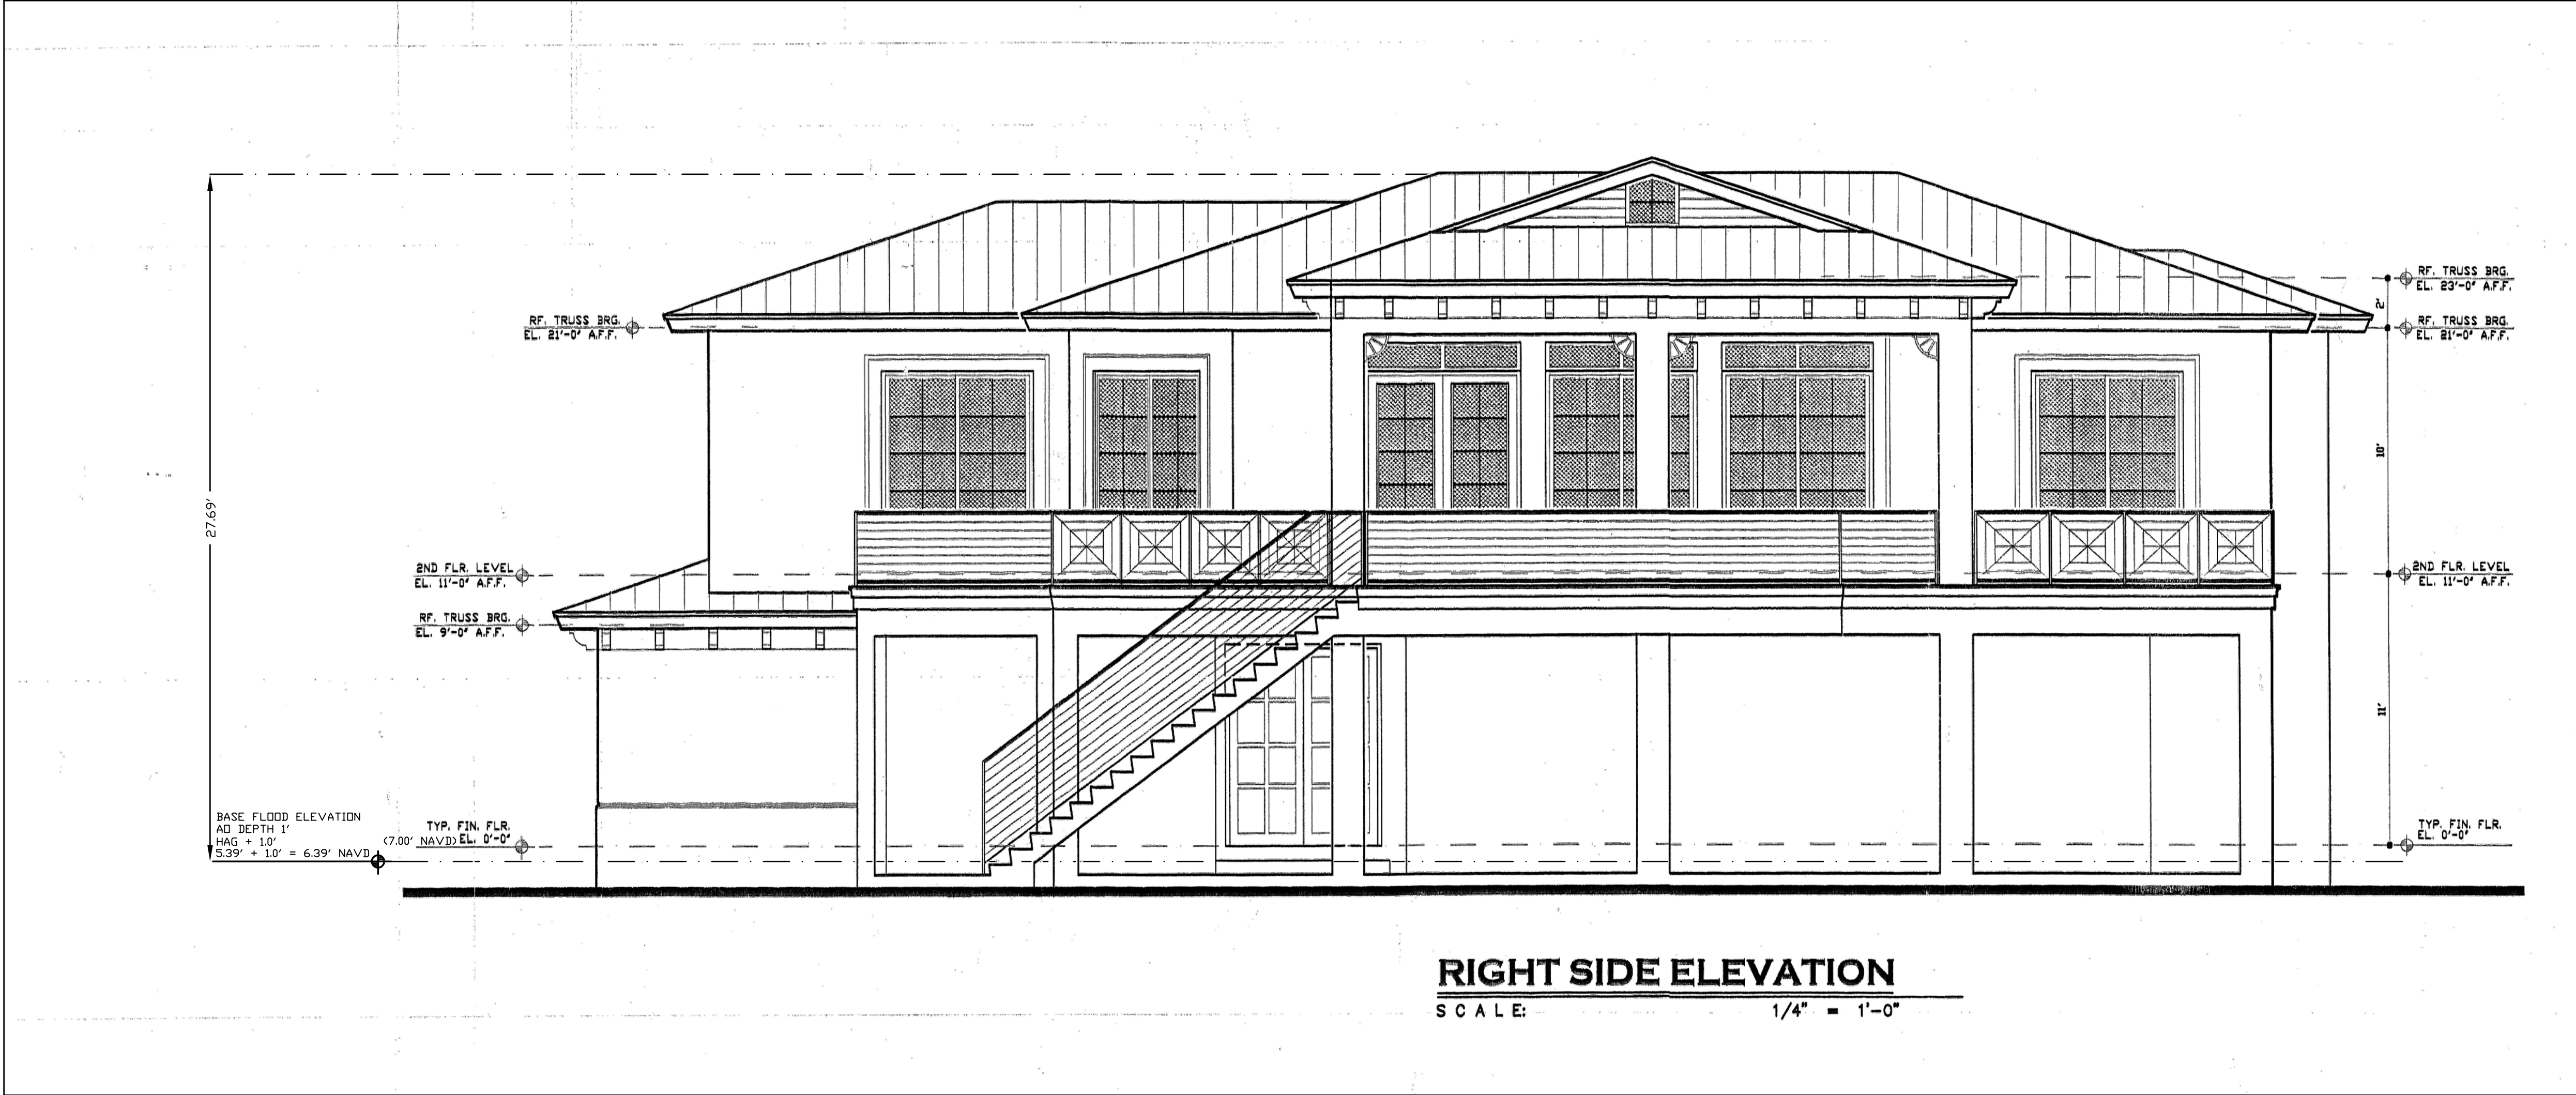 RF. TRUSS BRG.
EL. 23'-0" A.F.F.
2'
RF. TRUSS BRG.
EL. 21'-0" A.F.F.
RF. TRUSS BRG.
EL. 21'-0" A.F.F.
10'
27.69'
2ND FLR. LEVEL
EL. 11'-0" A.F.F.
2ND FLR. LEVEL
EL. 11'-0" A.F.F.
RF. TRUSS BRG.
EL. 9'-0" A.F.F.
11'
BASE FLOOD ELEVATION
AO DEPTH 1'
HAG + 1.0'
5.39' + 1.0' = 6.39' NAVD
TYP. FIN. FLR.
(7.00' NAVD) EL. 0'-0"
TYP. FIN. FLR.
EL. 0'-0"
RIGHT SIDE ELEVATION
SCALE: 1/4" = 1'-0"